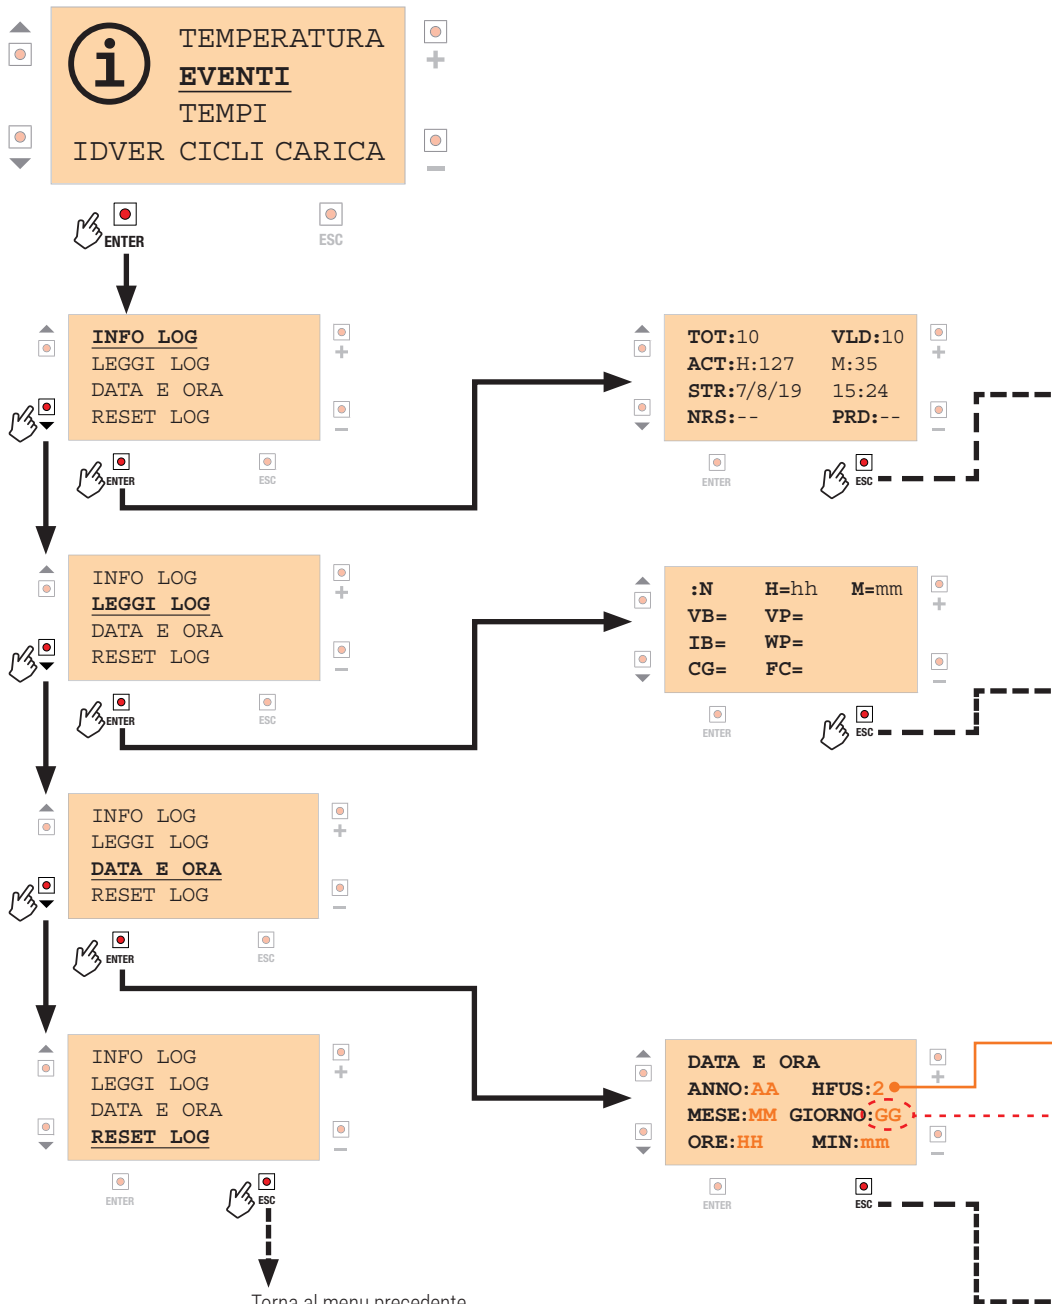 TEMPERATURA
EVENTI
TEMPI
IDVER CICLI CARICA
ENTER
ESC
INFO LOG
LEGGI LOG
DATA E ORA
RESET LOG
ENTER
ESC
TOT:10 VLD:10
ACT:H:127 M:35
STR:7/8/19 15:24
NRS:-- PRD:--
ENTER
ESC
INFO LOG
LEGGI LOG
DATA E ORA
RESET LOG
ENTER
ESC
:N H=hh M=mm
VB= VP=
IB= WP=
CG= FC=
ENTER
ESC
INFO LOG
LEGGI LOG
DATA E ORA
RESET LOG
ENTER
ESC
INFO LOG
LEGGI LOG
DATA E ORA
RESET LOG
ENTER
ESC
DATA E ORA
ANNO:AA HFUS:2
MESE:MM GIORNO:GG
ORE:HH MIN:mm
ENTER
ESC
Torna al menu precedente